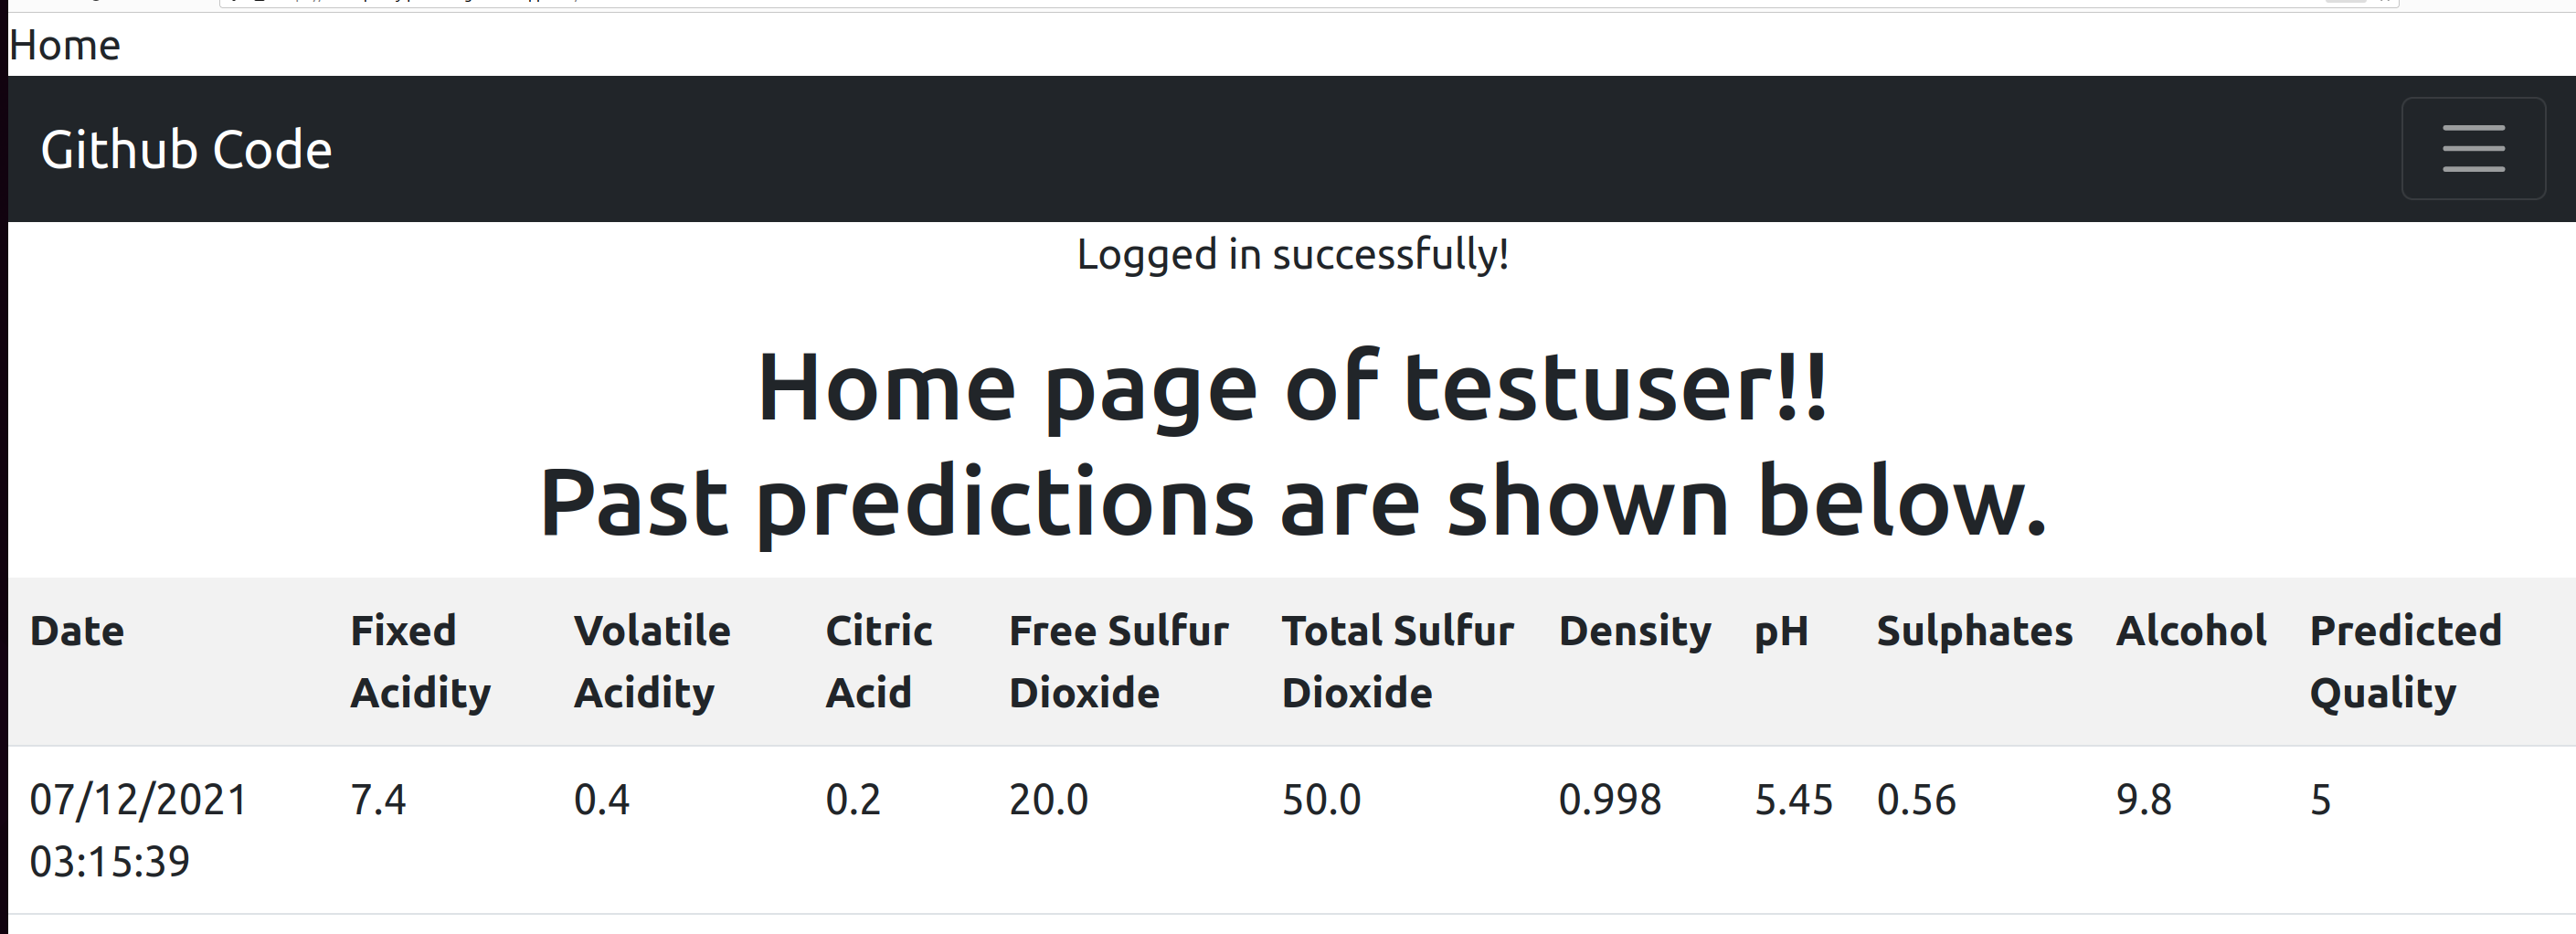 Home
Github Code
Logged in successfully!
Home page of testuser!!
Past predictions are shown below.
Date Fixed Acidity Volatile Acidity Citric Acid Free Sulfur Dioxide Total Sulfur Dioxide Density pH Sulphates Alcohol Predicted Quality
07/12/2021 03:15:39 7.4 0.4 0.2 20.0 50.0 0.998 5.45 0.56 9.8 5